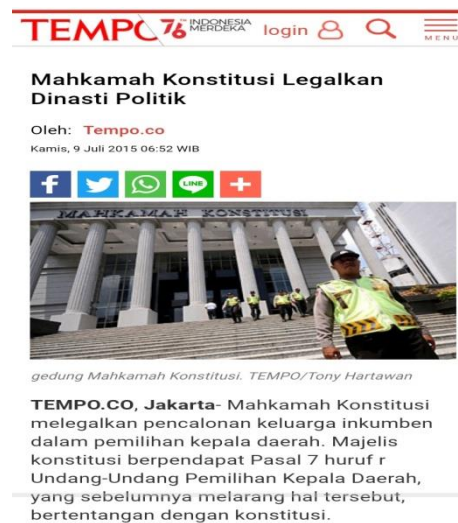 TEMPO 76 INDONESIA MERDEKA login MENU
Mahkamah Konstitusi Legalkan
Dinasti Politik
Oleh: Tempo.co
Kamis, 9 Juli 2015 06:52 WIB
LINE
MAHKAMAH KONSTITUSI
gedung Mahkamah Konstitusi. TEMPO/Tony Hartawan
TEMPO.CO, Jakarta- Mahkamah Konstitusi
melegalkan pencalonan keluarga inkumben
dalam pemilihan kepala daerah. Majelis
konstitusi berpendapat Pasal 7 huruf r
Undang-Undang Pemilihan Kepala Daerah,
yang sebelumnya melarang hal tersebut,
bertentangan dengan konstitusi.